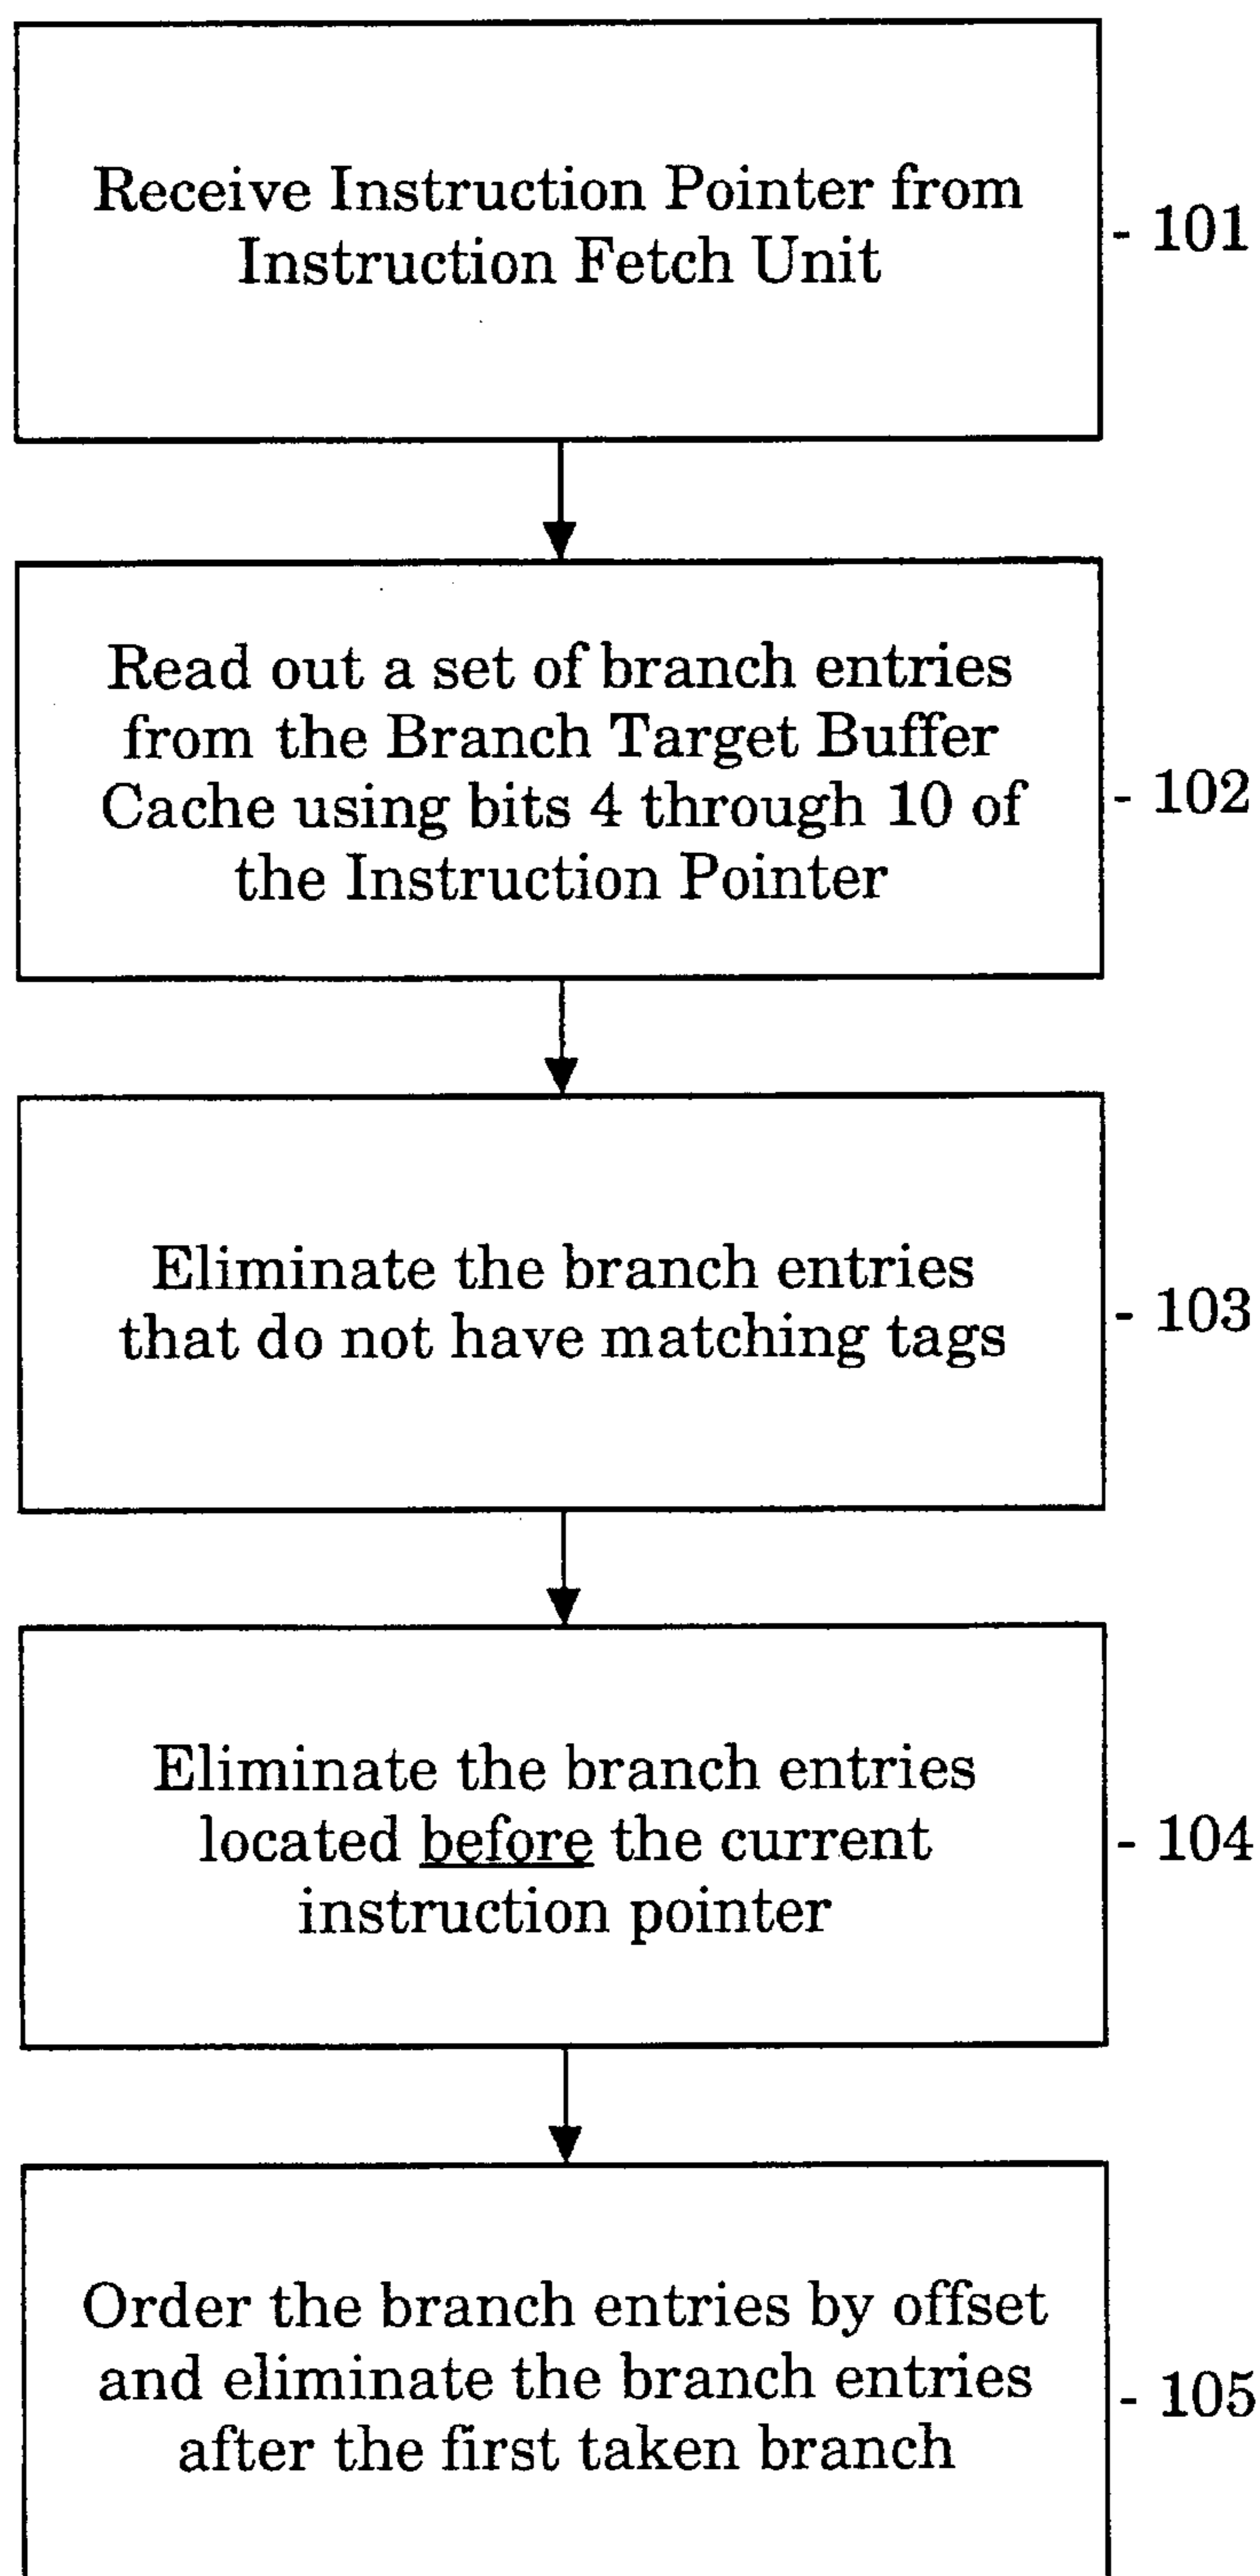 Receive Instruction Pointer from
Instruction Fetch Unit
- 101
Read out a set of branch entries
from the Branch Target Buffer
Cache using bits 4 through 10 of
the Instruction Pointer
- 102
Eliminate the branch entries
that do not have matching tags
- 103
Eliminate the branch entries
located before the current
instruction pointer
- 104
Order the branch entries by offset
and eliminate the branch entries
after the first taken branch
- 105